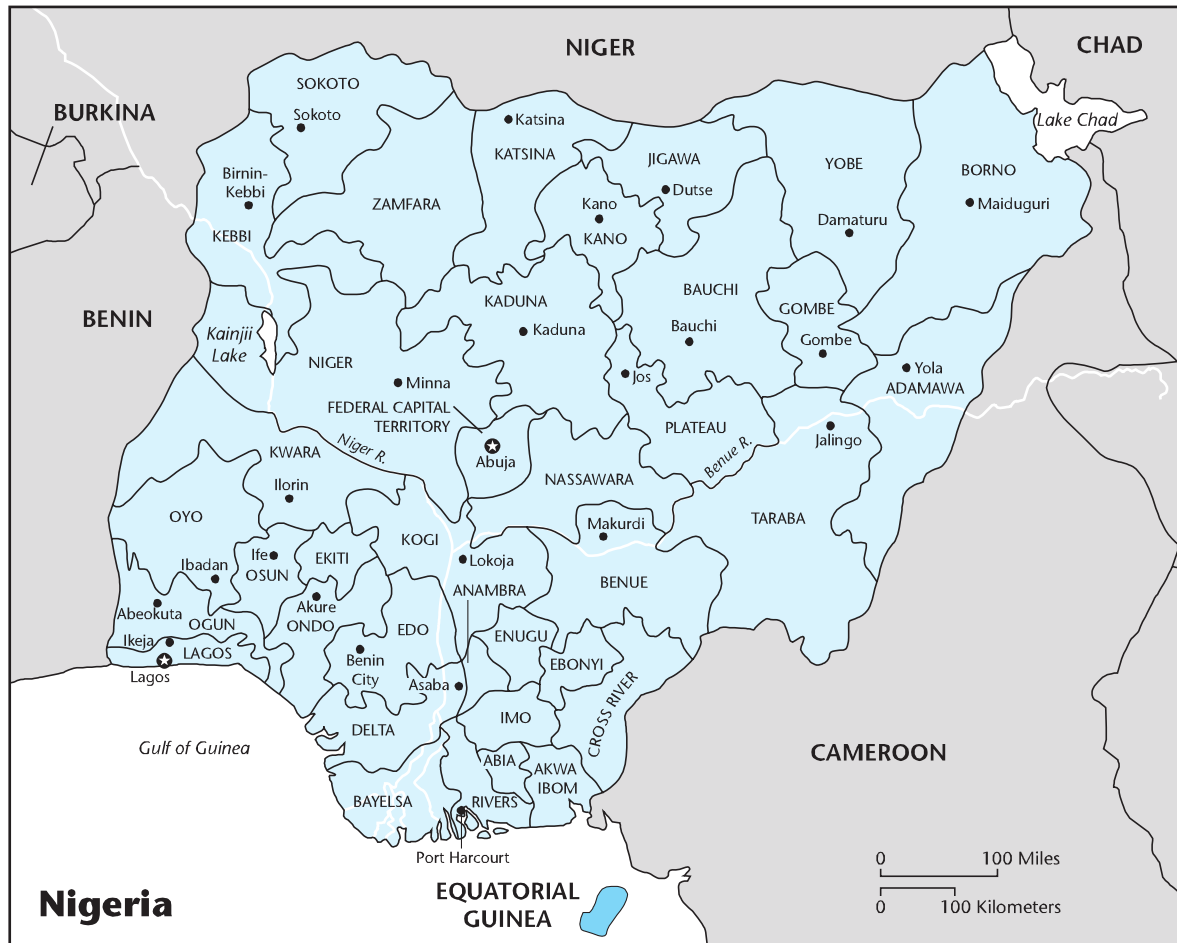 NIGER
CHAD
BURKINA
Lake Chad
SOKOTO
Sokoto
Katsina
KATSINA
JIGAWA
Dutse
YOBE
BORNO
Maiduguri
Birnin-
Kebbi
KEBBI
ZAMFARA
Kano
KANO
Damaturu
BENIN
Kainjii
Lake
KADUNA
Kaduna
BAUCHI
Bauchi
GOMBE
Gombe
NIGER
Minna
Jos
Yola
ADAMAWA
FEDERAL CAPITAL
TERRITORY
Abuja
PLATEAU
Jalingo
Niger R.
Benue R.
KWARA
Ilorin
NASSAWARA
OYO
KOGI
Makurdi
TARABA
Ife
OSUN
EKITI
Ibadan
Lokoja
ANAMBRA
BENUE
Abeokuta
OGUN
Akure
ONDO
EDO
ENUGU
Ikeja
LAGOS
Lagos
Benin
City
EBONYI
Asaba
CROSS RIVER
IMO
DELTA
Gulf of Guinea
CAMEROON
ABIA
AKWA
IBOM
BAYELSA
RIVERS
Port Harcourt
0 100 Miles
0 100 Kilometers
EQUATORIAL
GUINEA
Nigeria